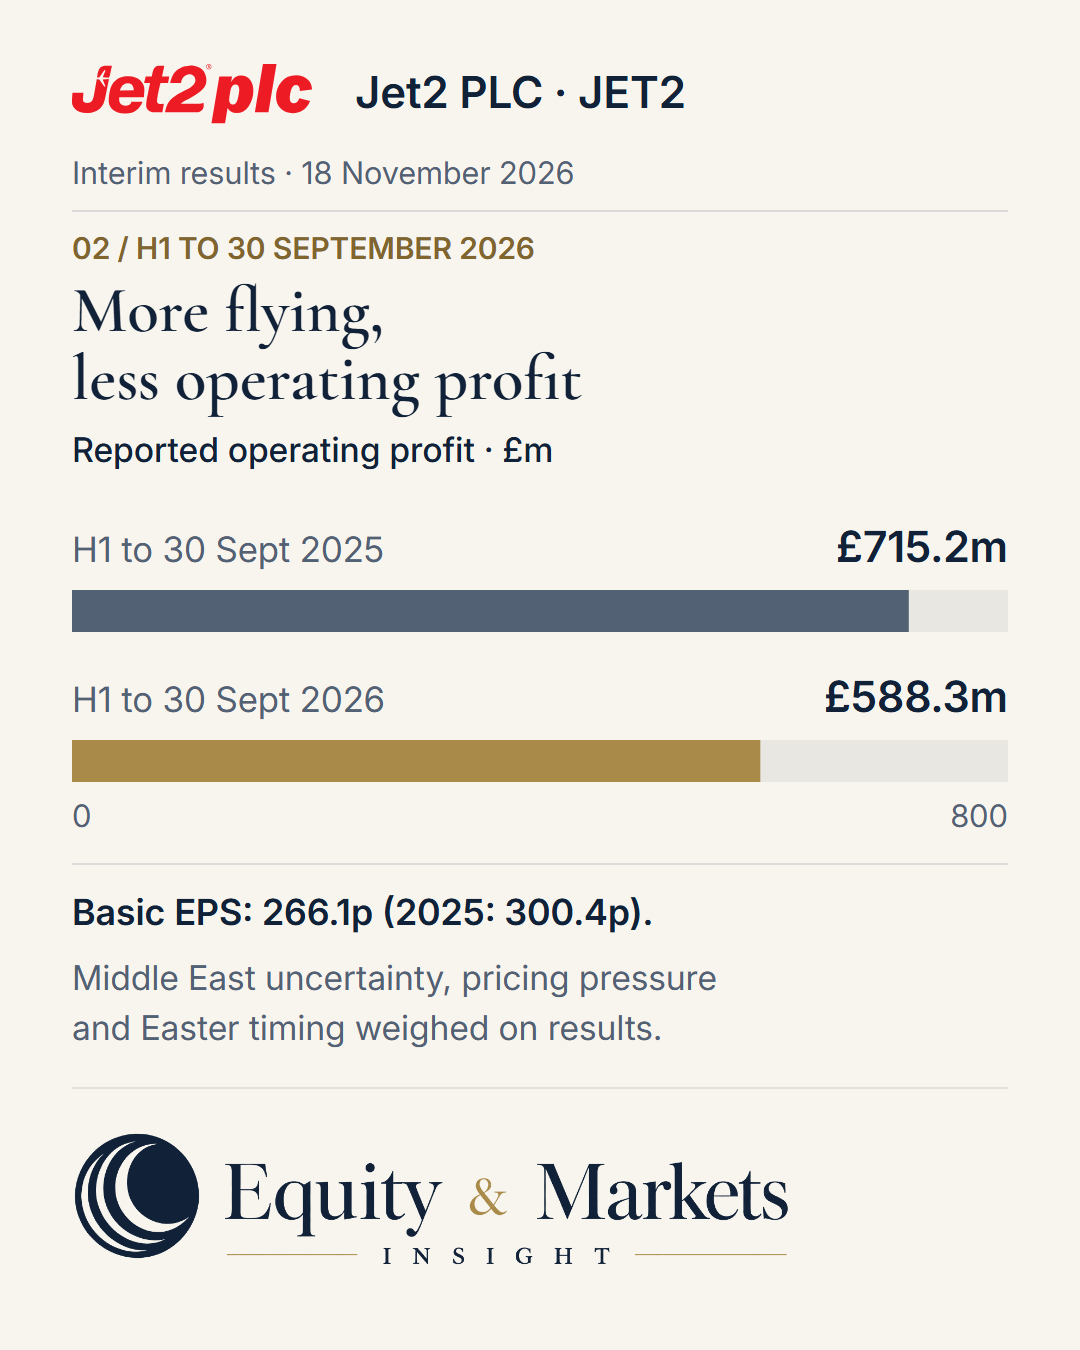 Jet2plc® Jet2 PLC · JET2
Interim results · 18 November 2026
02 / H1 TO 30 SEPTEMBER 2026
More flying,
less operating profit
Reported operating profit · £m
H1 to 30 Sept 2025 £715.2m
H1 to 30 Sept 2026 £588.3m
0 800
Basic EPS: 266.1p (2025: 300.4p).
Middle East uncertainty, pricing pressure
and Easter timing weighed on results.
Equity & Markets
INSIGHT